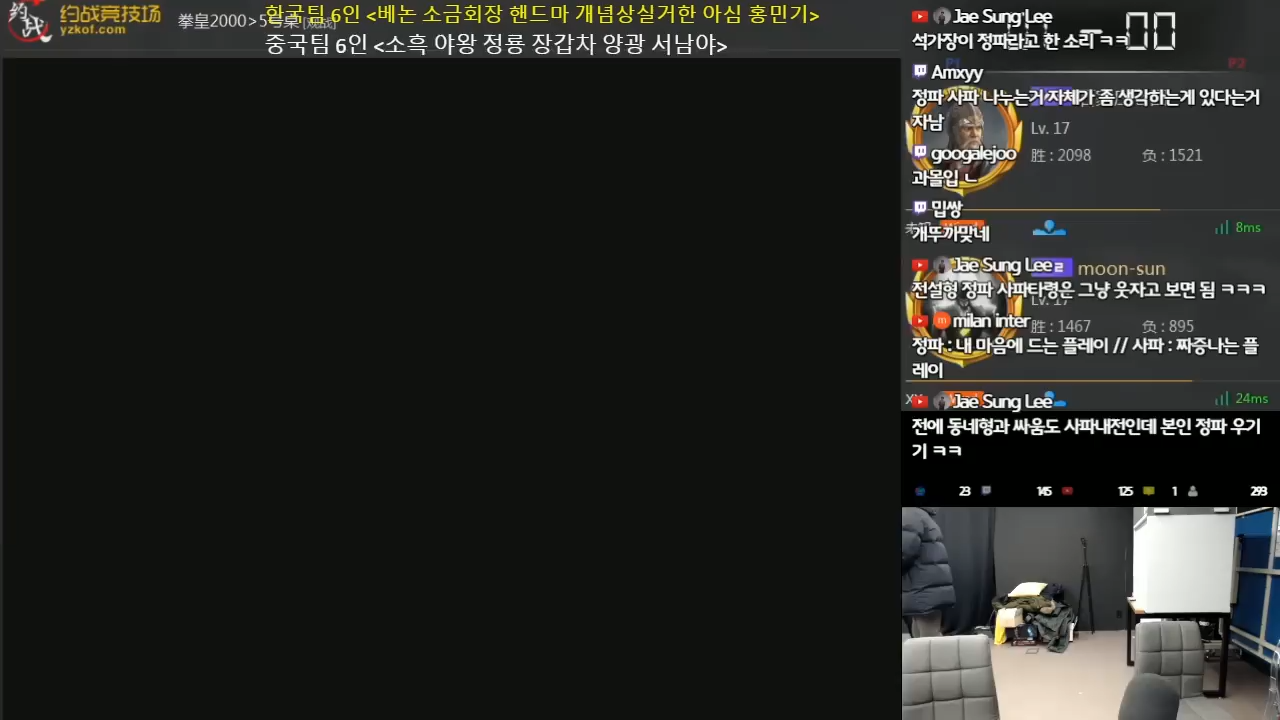 约战竞技场
yzkof.com
拳皇2000>5号桌
한국팀 6인 <베논 소금회장 핸드마 개념상실거한 아심 홍민기>
중국팀 6인 <소흑 야왕 정룡 장갑차 양광 서남야>
Jae Sung Lee
석가장이 정파라고 한 소리 ㅋㅋ
00
P1
P2
Amxyy
정파 사파 나누는거 자체가 좀 생각하는게 있다는거
자남
Lv. 17
googalejoo
胜 : 2098 负 : 1521
과몰입 ㄴ
밉쌍
개뚜까맞네
8ms
Jae Sung Lee
moon-sun
전설형 정파 사파타령은 그냥 웃자고 보면 됨 ㅋㅋㅋ
Lv. 17
milan inter
胜 : 1467 负 : 895
정파 : 내 마음에 드는 플레이 // 사파 : 짜증나는 플
레이
Jae Sung Lee
24ms
전에 동네형과 싸움도 사파내전인데 본인 정파 우기
기 ㅋㅋ
23 145 125 1 293